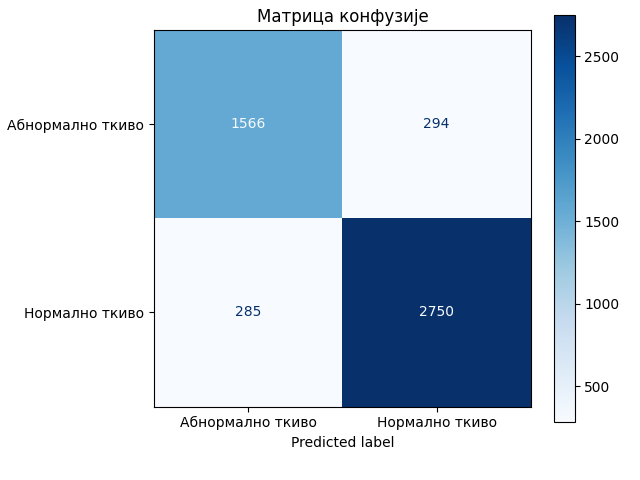 Матрица конфузије
Абнормално ткиво
1566
294
Нормално ткиво
285
2750
Абнормално ткиво
Нормално ткиво
Predicted label
2500
2000
1500
1000
500